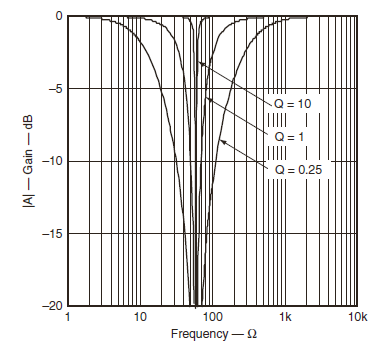 |A| — Gain — dB
0
-5
-10
-15
-20
Q = 10
Q = 1
Q = 0.25
1
10
100
1k
10k
Frequency — Ω